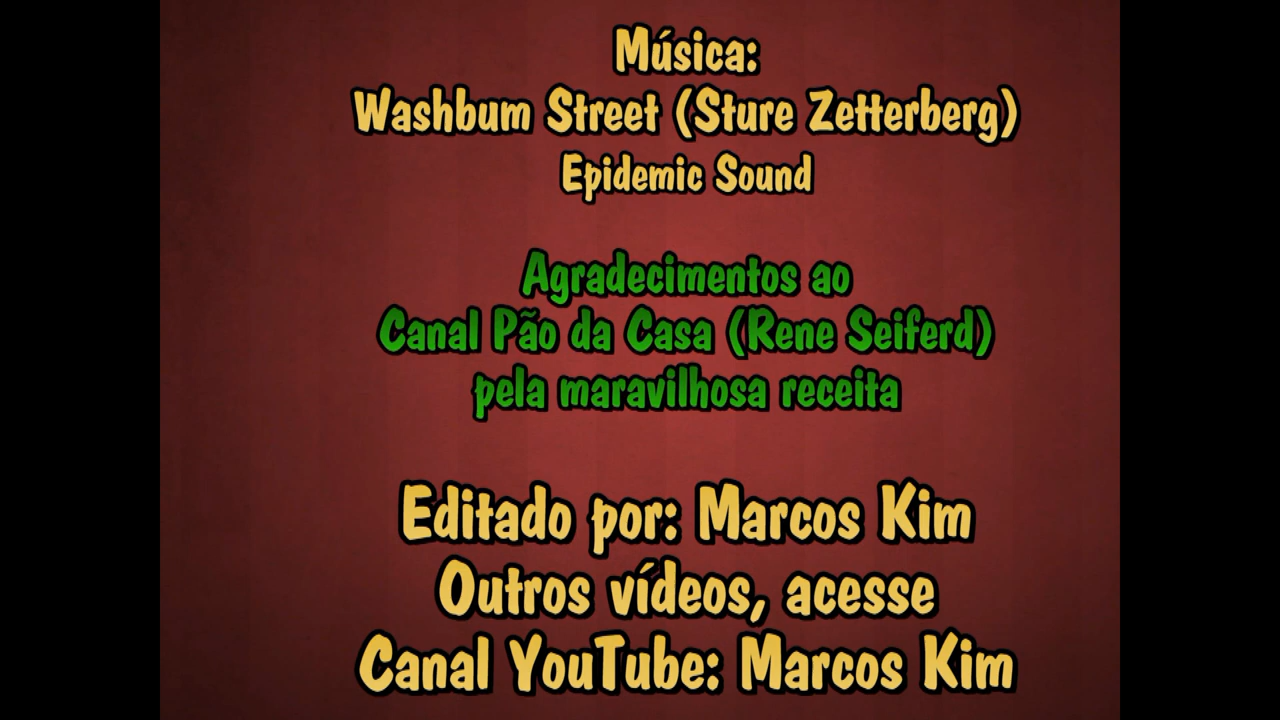 Música:
Washbum Street (Sture Zetterberg)
Epidemic Sound
Agradecimentos ao
Canal Pão da Casa (Rene Seiferd)
pela maravilhosa receita
Editado por: Marcos Kim
Outros vídeos, acesse
Canal YouTube: Marcos Kim